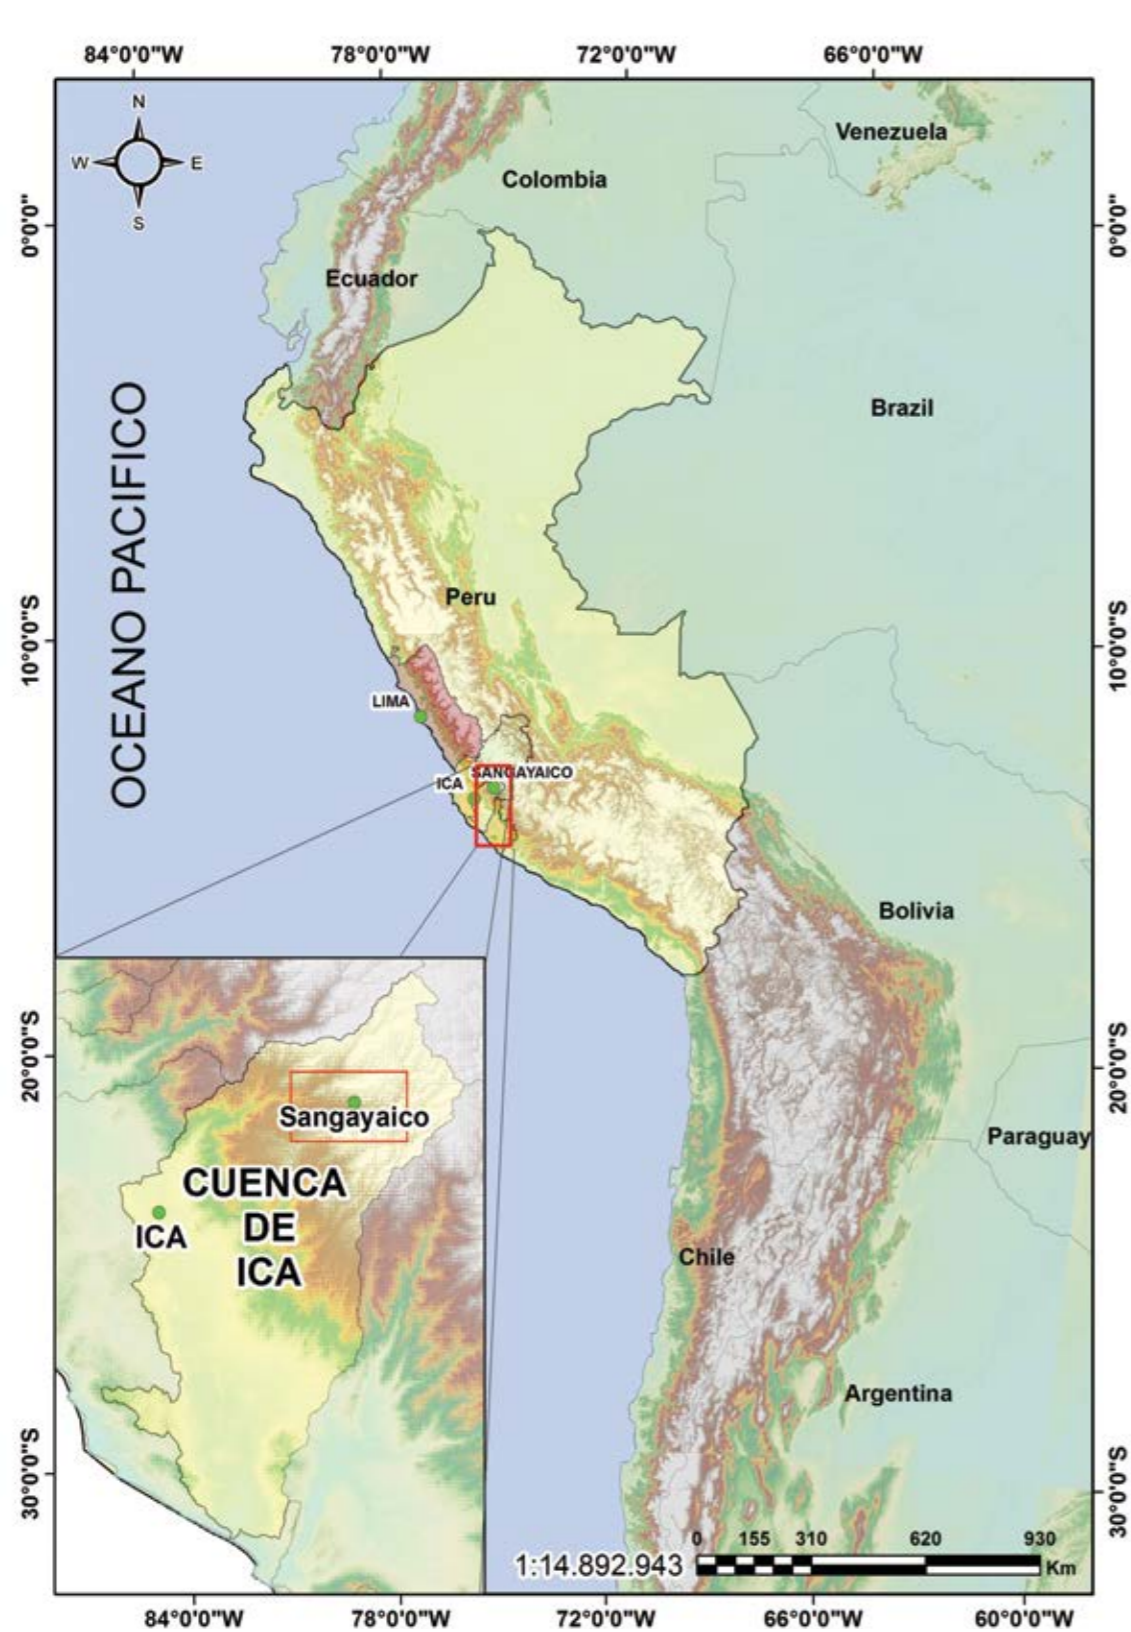 84°0'0"W 78°0'0"W 72°0'0"W 66°0'0"W
N
W E
S
Venezuela
Colombia
0°0'0" 0°0'0"
Ecuador
Brazil
OCEANO PACIFICO
Peru
10°0'0"S 10°0'0"S
LIMA
SANGAYAICO
ICA
Bolivia
20°0'0"S 20°0'0"S
Sangayaico
Paraguay
CUENCA
DE
ICA
ICA
Chile
Argentina
30°0'0"S 30°0'0"S
0 155 310 620 930
1:14.892.943 Km
84°0'0"W 78°0'0"W 72°0'0"W 66°0'0"W 60°0'0"W